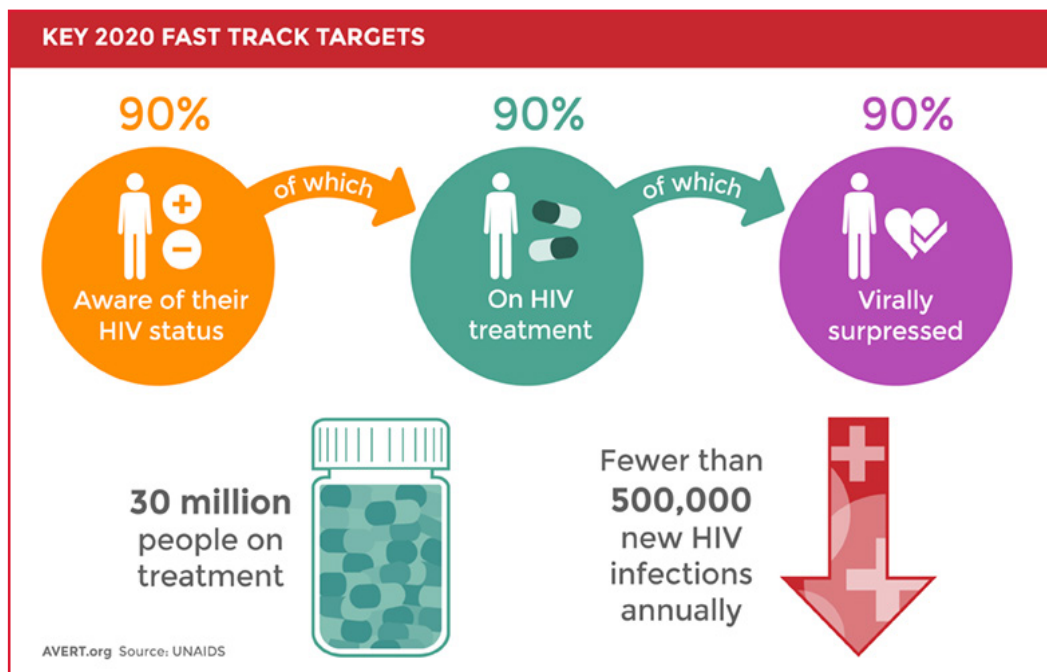 KEY 2020 FAST TRACK TARGETS
90%
Aware of their
HIV status
of which
90%
On HIV
treatment
of which
90%
Virally
surpressed
30 million
people on
treatment
Fewer than
500,000
new HIV
infections
annually
AVERT.org Source: UNAIDS